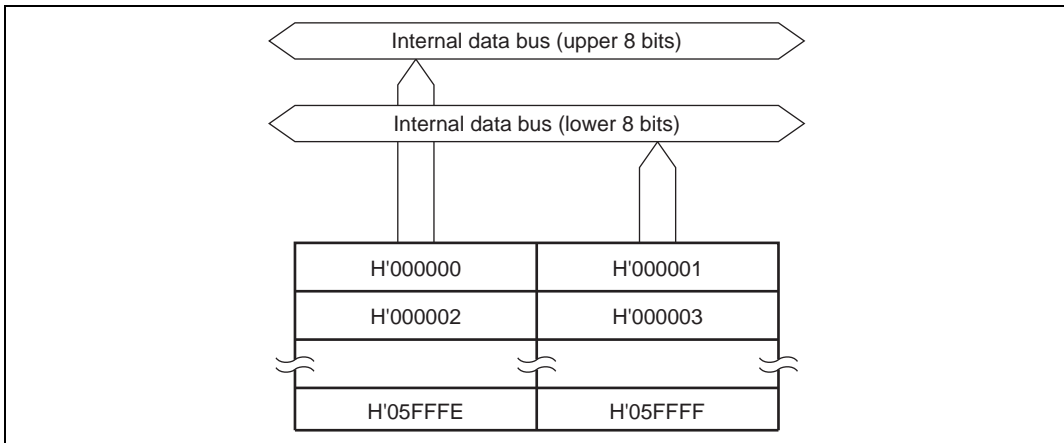 Internal data bus (upper 8 bits)
Internal data bus (lower 8 bits)
H'000000 H'000001
H'000002 H'000003
H'05FFFE H'05FFFF